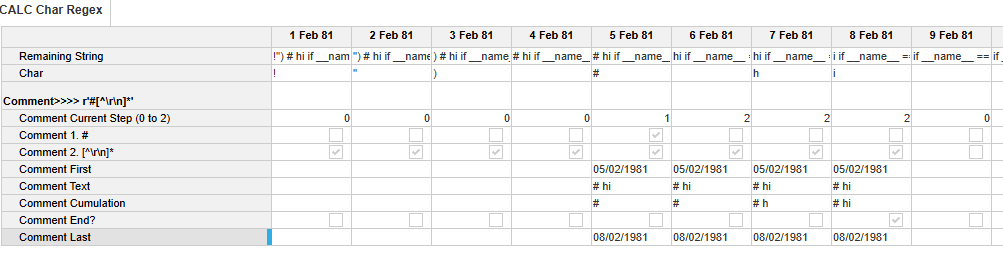 CALC Char Regex
1 Feb 81 2 Feb 81 3 Feb 81 4 Feb 81 5 Feb 81 6 Feb 81 7 Feb 81 8 Feb 81 9 Feb 81
Remaining String !") # hi if __nam ") # hi if __name ) # hi if __name_ # hi if __name__ # hi if __name__ hi if __name__ = hi if __name__ = i if __name__ == if __name__ == if
Char ! " ) # h i
Comment>>>> r'#[^\r\n]*'
Comment Current Step (0 to 2) 0 0 0 0 1 2 2 2 0
Comment 1. #
Comment 2. [^\r\n]*
Comment First 05/02/1981 05/02/1981 05/02/1981 05/02/1981
Comment Text # hi # hi # hi # hi
Comment Cumulation # # # h # hi
Comment End?
Comment Last 08/02/1981 08/02/1981 08/02/1981 08/02/1981